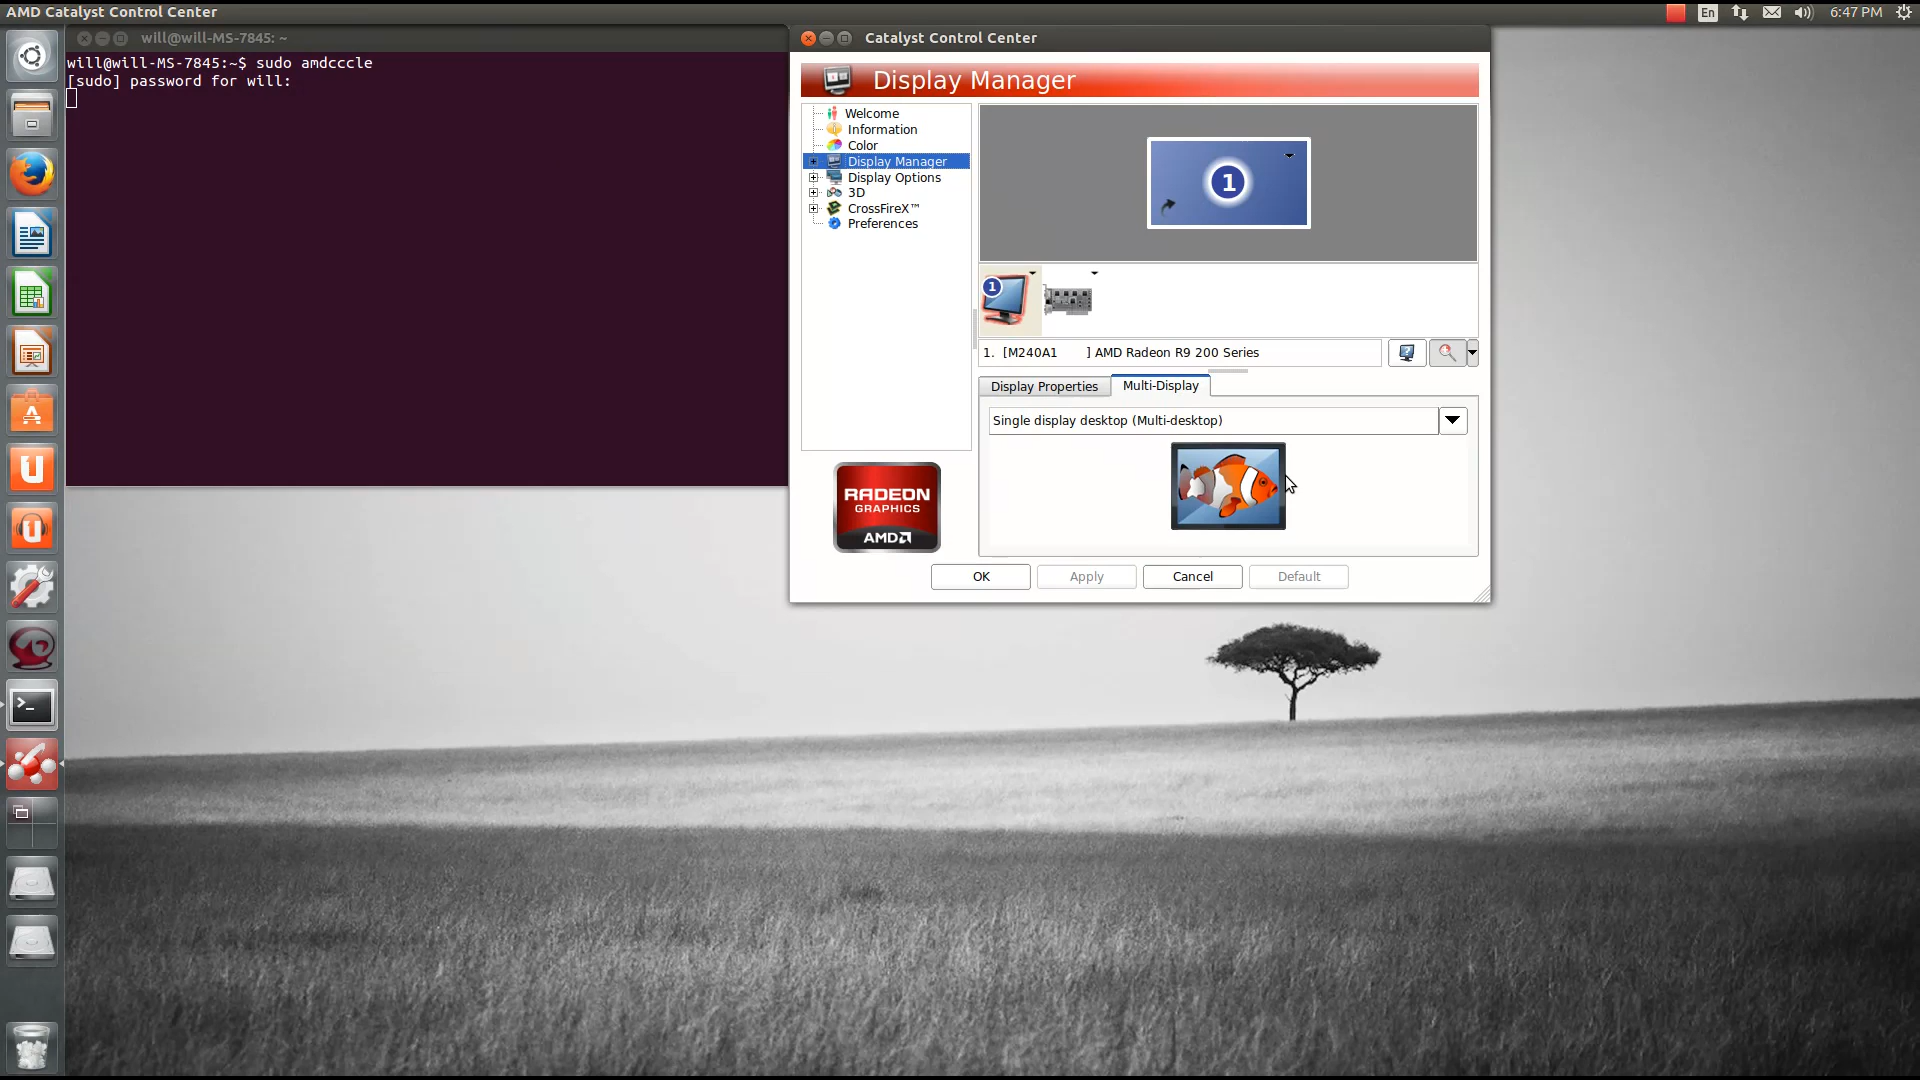 AMD Catalyst Control Center
En
6:47 PM
will@will-MS-7845: ~
will@will-MS-7845:~$ sudo amdcccle
[sudo] password for will:
Catalyst Control Center
Display Manager
Welcome
Information
Color
Display Manager
Display Options
3D
CrossFireX™
Preferences
1
1
1. [M240A1 ] AMD Radeon R9 200 Series
Display Properties
Multi-Display
Single display desktop (Multi-desktop)
RADEON
GRAPHICS
AMD
OK
Apply
Cancel
Default